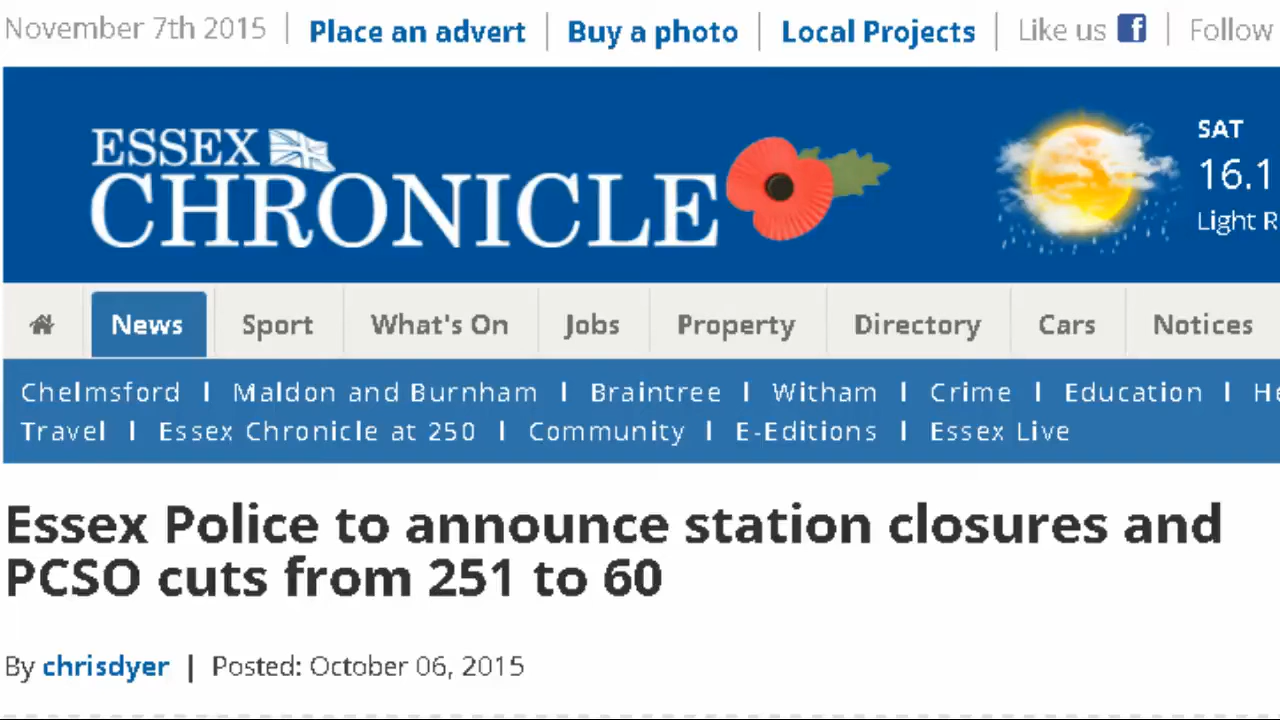 November 7th 2015 | Place an advert | Buy a photo | Local Projects | Like us f | Follow
ESSEX
CHRONICLE
SAT
16.1
Light R
News Sport What's On Jobs Property Directory Cars Notices
Chelmsford | Maldon and Burnham | Braintree | Witham | Crime | Education | He
Travel | Essex Chronicle at 250 | Community | E-Editions | Essex Live
Essex Police to announce station closures and
PCSO cuts from 251 to 60
By chrisdyer | Posted: October 06, 2015